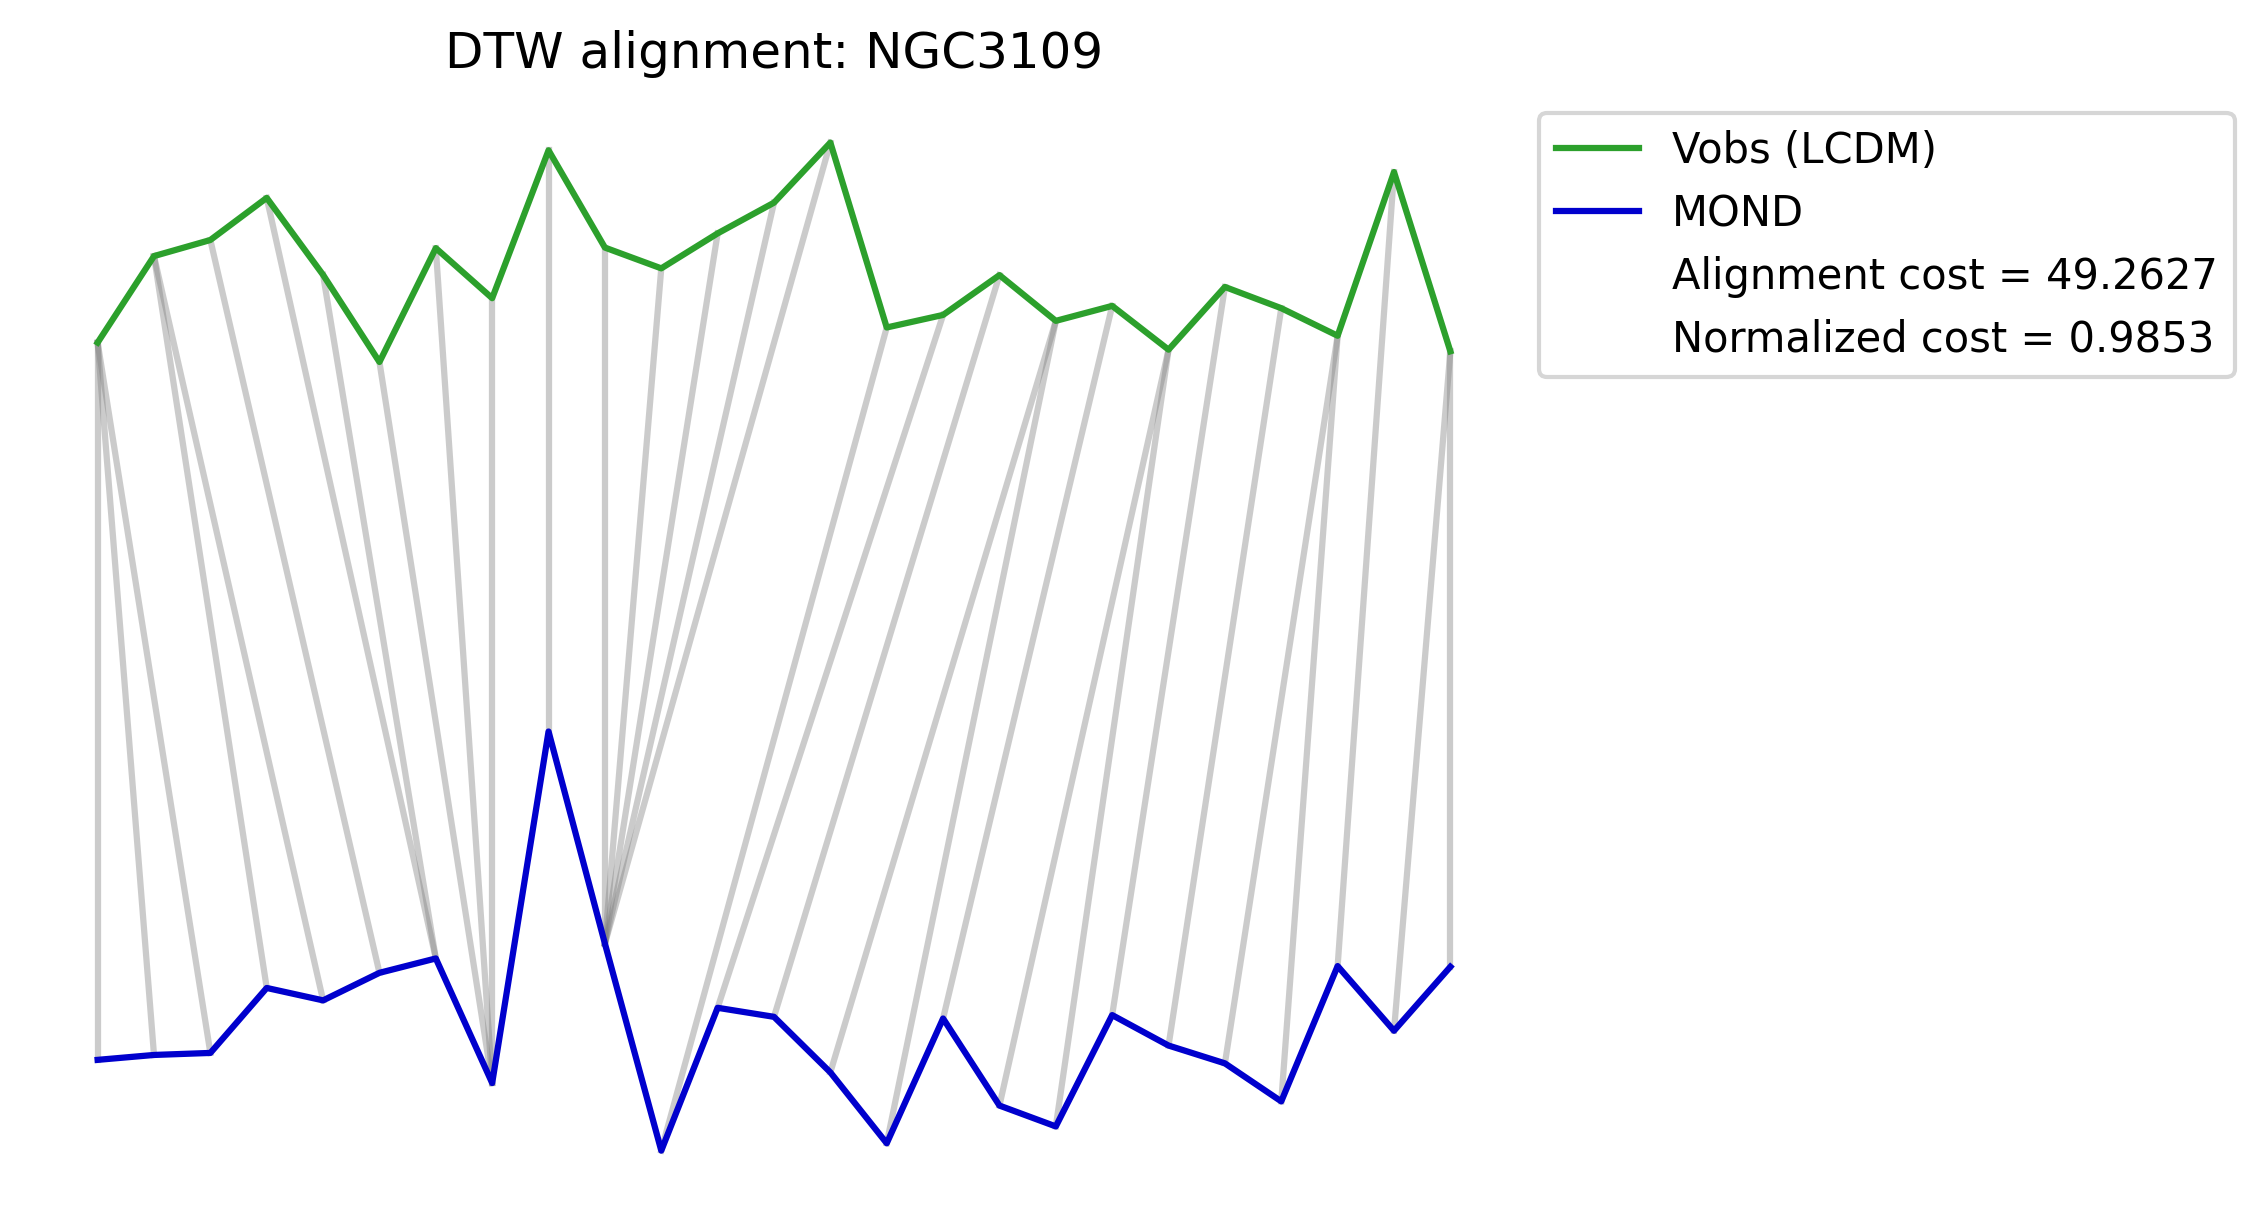 DTW alignment: NGC3109
Vobs (LCDM)
MOND
Alignment cost = 49.2627
Normalized cost = 0.9853